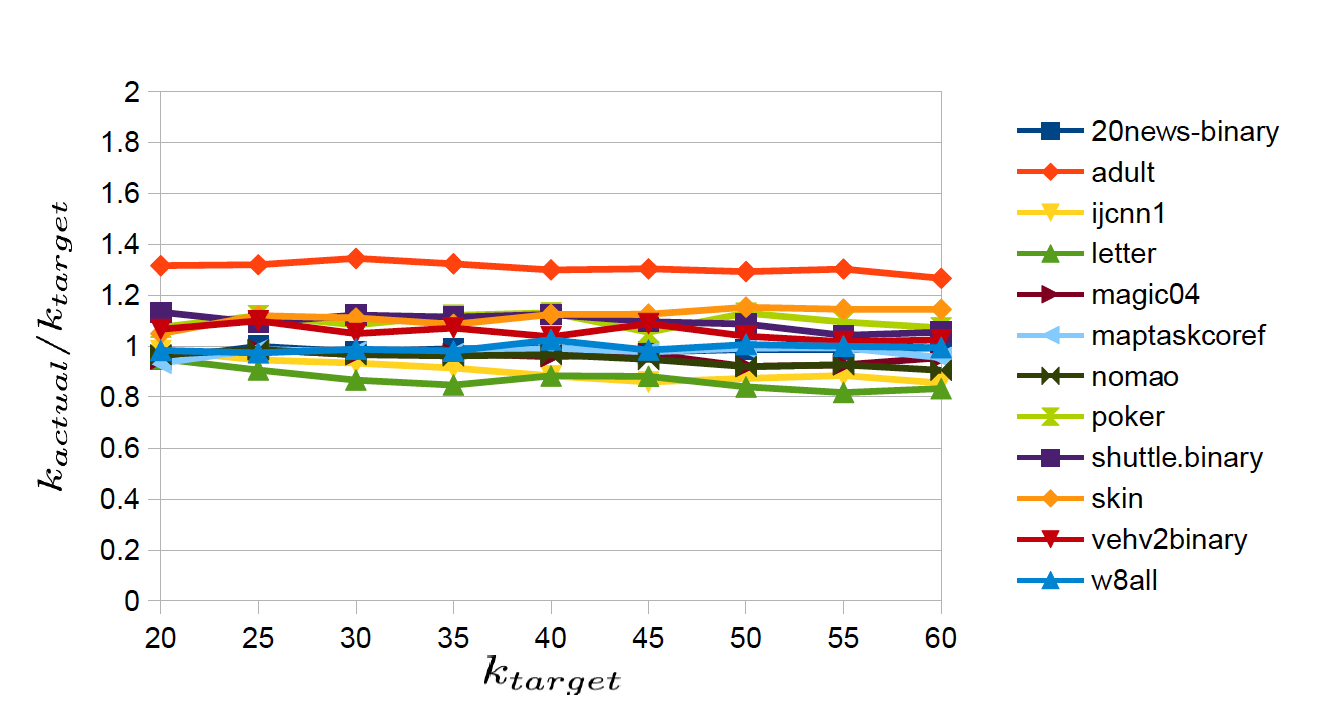 2
1.8
1.6
1.4
1.2
1
0.8
0.6
0.4
0.2
0
k_actual/k_target
20 25 30 35 40 45 50 55 60
k_target
20news-binary
adult
ijcnn1
letter
magic04
maptaskcoref
nomao
poker
shuttle.binary
skin
vehv2binary
w8all